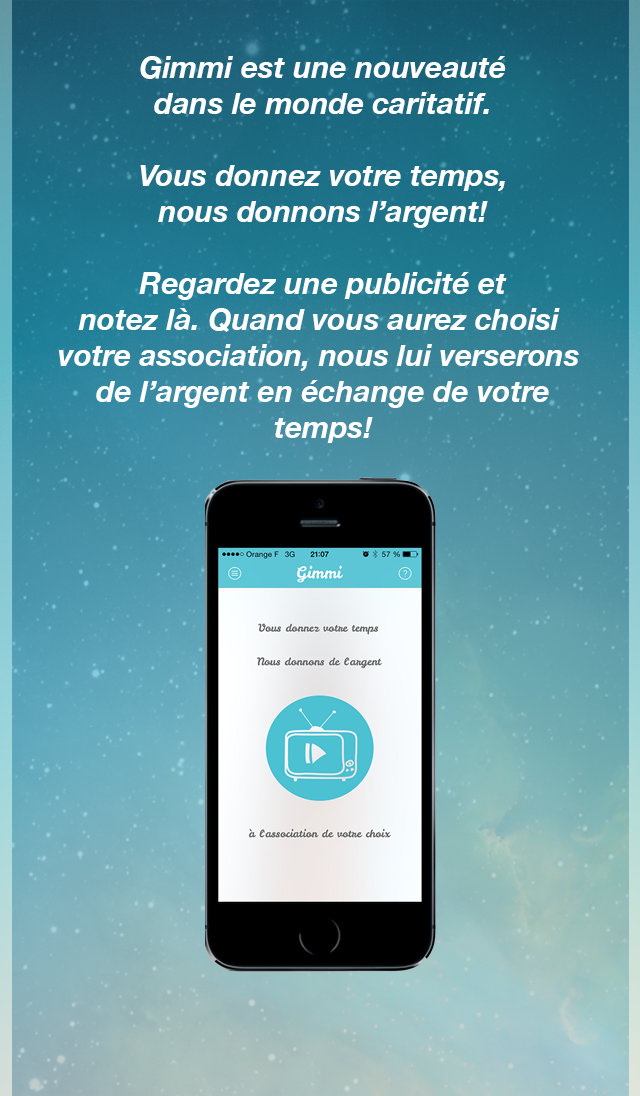 Gimmi est une nouveauté
dans le monde caritatif.
Vous donnez votre temps,
nous donnons l'argent!
Regardez une publicité et
notez là. Quand vous aurez choisi
votre association, nous lui verserons
de l'argent en échange de votre
temps!
Orange F 3G 21:07 57 %
Gimmi ?
Vous donnez votre temps
Nous donnons de l'argent
à l'association de votre choix